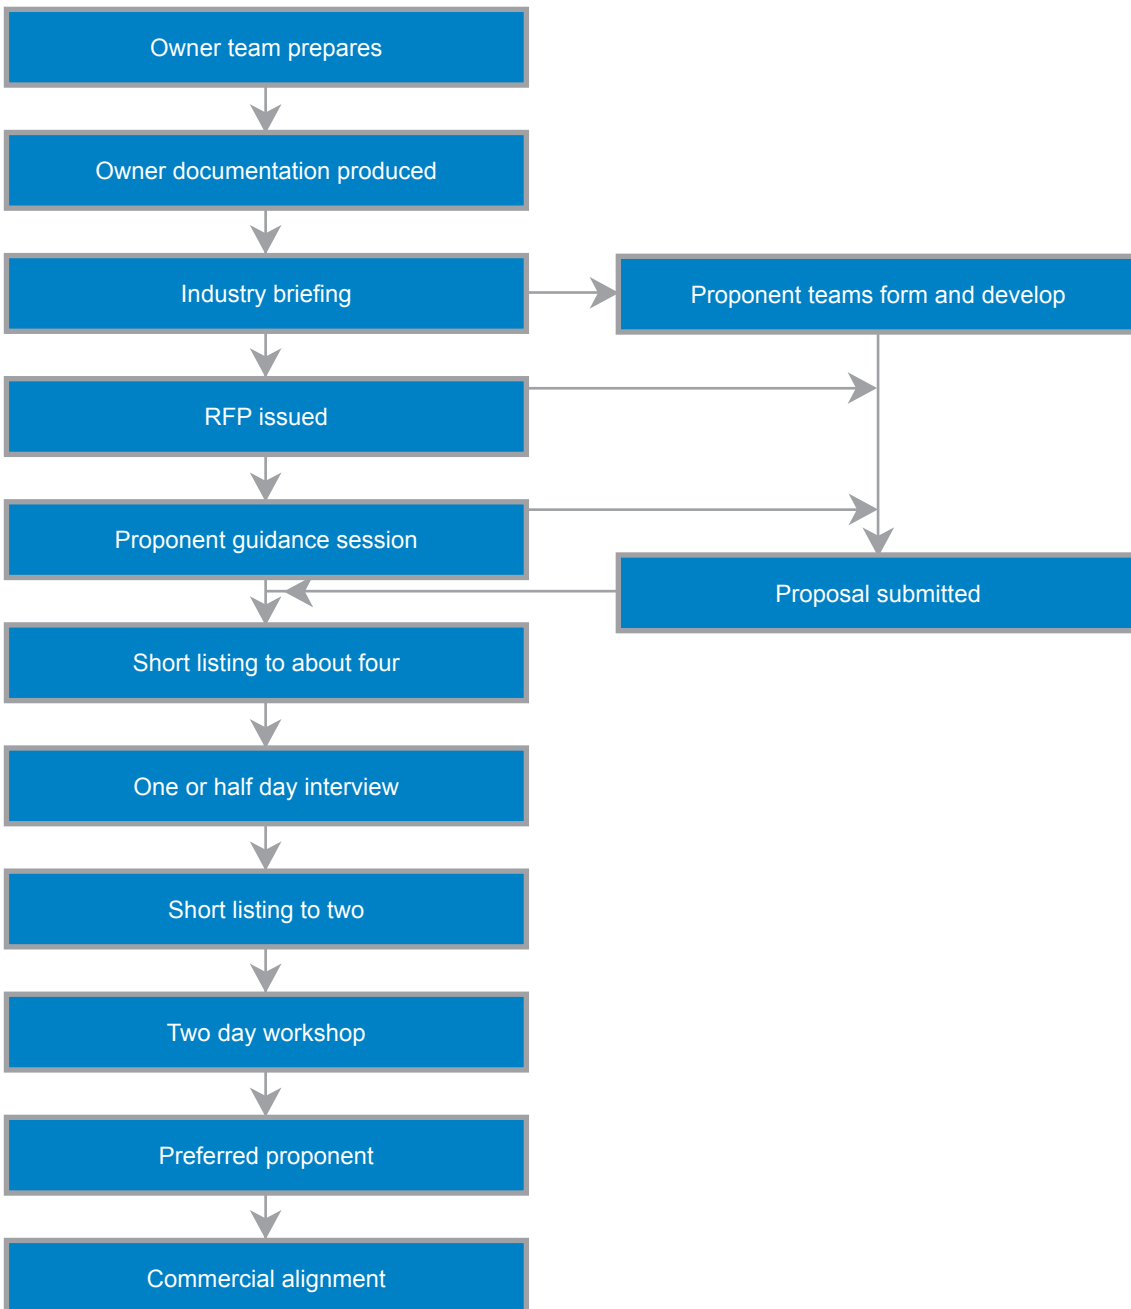 Owner team prepares
Owner documentation produced
Industry briefing
Proponent teams form and develop
RFP issued
Proponent guidance session
Proposal submitted
Short listing to about four
One or half day interview
Short listing to two
Two day workshop
Preferred proponent
Commercial alignment